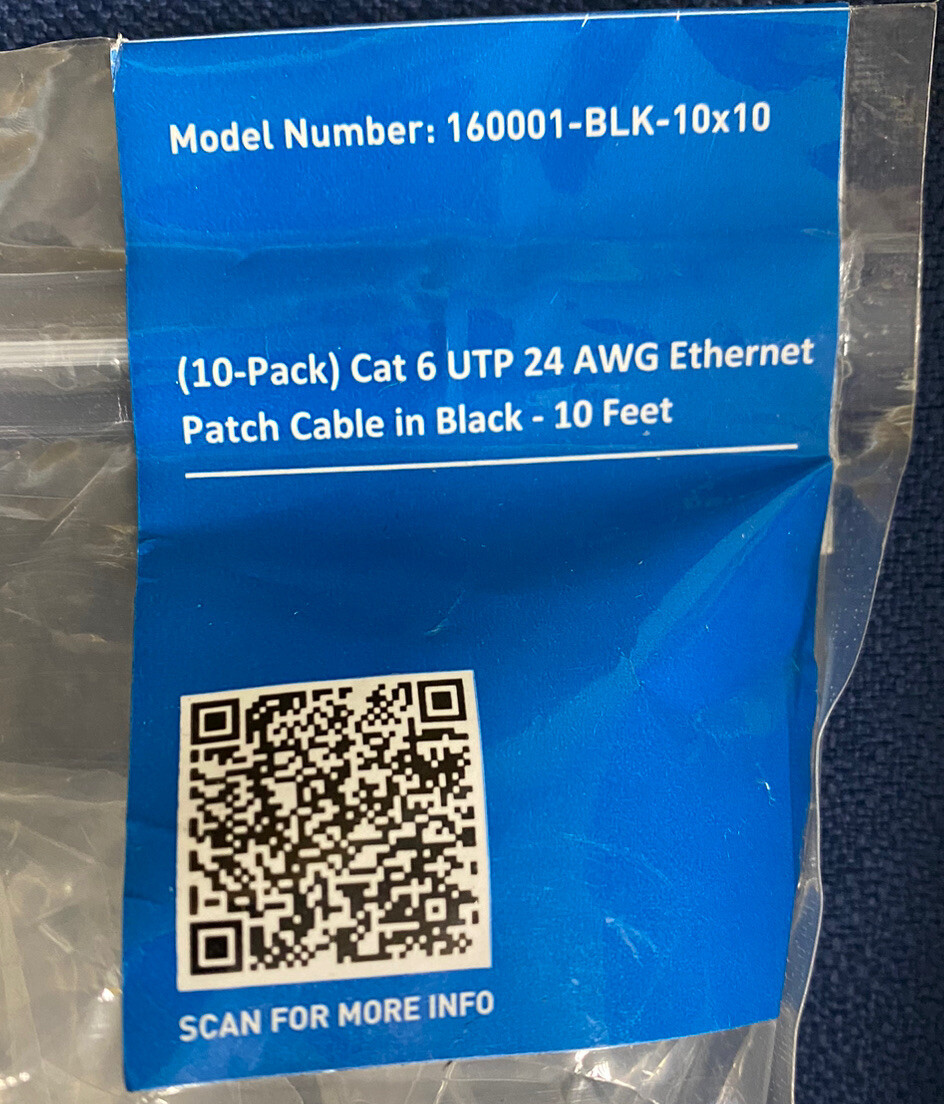 Model Number: 160001-BLK-10x10
(10-Pack) Cat 6 UTP 24 AWG Ethernet
Patch Cable in Black - 10 Feet
SCAN FOR MORE INFO